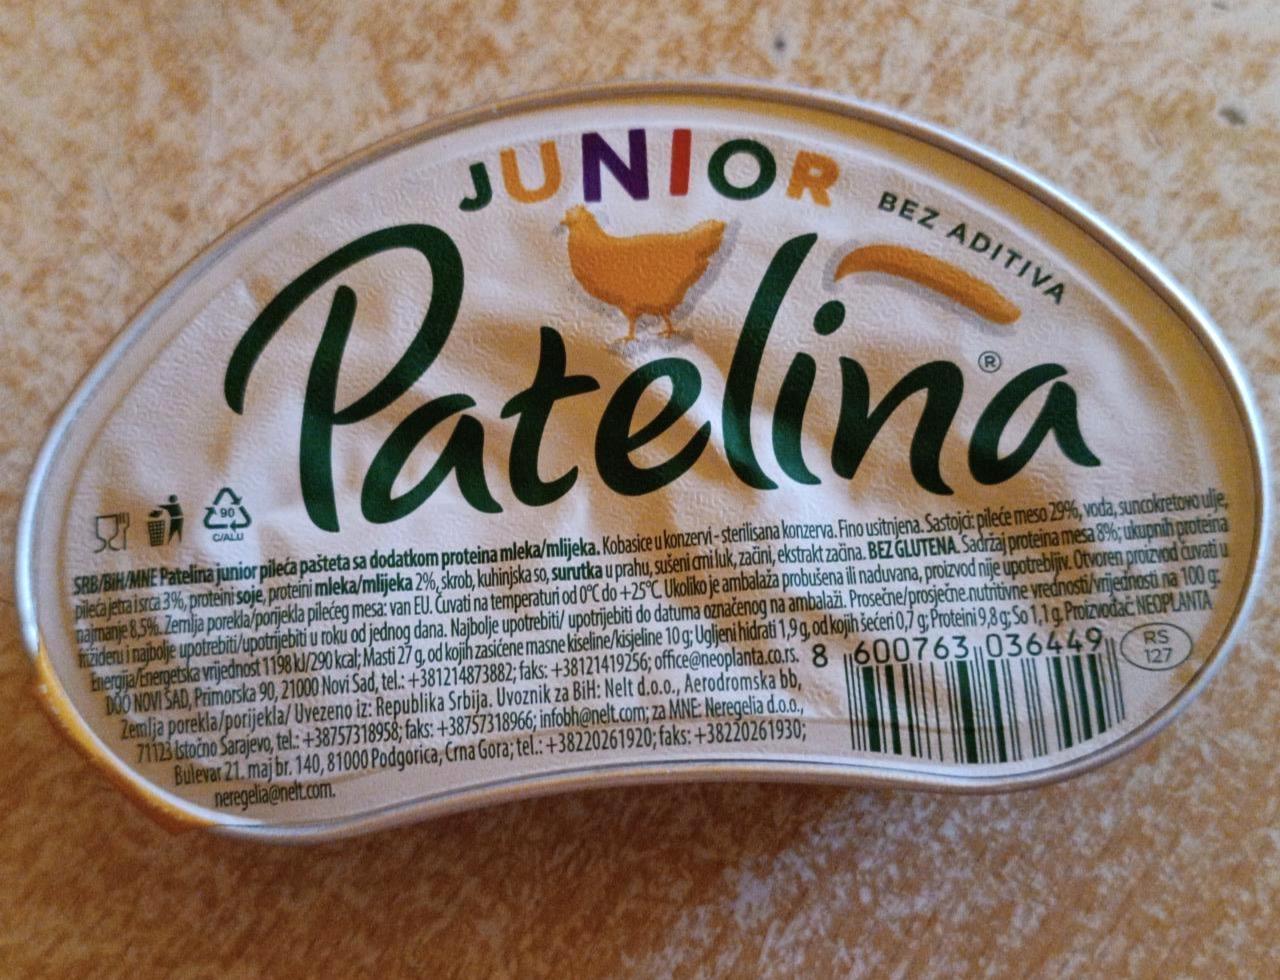 JUNIOR
BEZ ADITIVA
Patelina®
90
C/ALU
SRB/BiH/MNE Patelina junior pileća pašteta sa dodatkom proteina mleka/mlijeka. Kobasice u konzervi - sterilisana konzerva. Fino usitnjena. Sastojci: pileće meso 29%, voda, suncokretovo ulje,
pileća jetra i srca 3%, proteini soje, proteini mleka/mlijeka 2%, skrob, kuhinjska so, surutka u prahu, sušeni crni luk, začini, ekstrakt začina. BEZ GLUTENA. Sadržaj proteina mesa 8%; ukupnih proteina
najmanje 8,5%. Zemlja porekla/porijekla pilećeg mesa: van EU. Čuvati na temperaturi od 0°C do +25°C. Ukoliko je ambalaža probušena ili naduvana, proizvod nije upotrebljiv. Otvoren proizvod čuvati u
frižideru i najbolje upotrebiti/upotrijebiti u roku od jednog dana. Najbolje upotrebiti/ upotrijebiti do datuma označenog na ambalaži. Prosečne/prosječne nutritivne vrednosti/vrijednosti na 100 g:
Energija/Energetska vrijednost 1198 kJ/290 kcal; Masti 27 g, od kojih zasićene masne kiseline/kisjeline 10 g; Ugljeni hidrati 1,9 g, od kojih šećeri 0,7 g; Proteini 9,8 g; So 1,1 g. Proizvođač: NEOPLANTA
DOO NOVI SAD, Primorska 90, 21000 Novi Sad, tel.: +381214873882; faks: +38121419256; office@neoplanta.co.rs.
Zemlja porekla/porijekla/ Uvezeno iz: Republika Srbija. Uvoznik za BiH: Nelt d.o.o., Aerodromska bb,
71123 Istočno Sarajevo, tel.: +38757318958; faks: +38757318966; infobh@nelt.com; za MNE: Neregelia d.o.o.,
Bulevar 21. maj br. 140, 81000 Podgorica, Crna Gora; tel.: +38220261920; faks: +38220261930;
neregelia@nelt.com.
8 600763 036449
RS
127